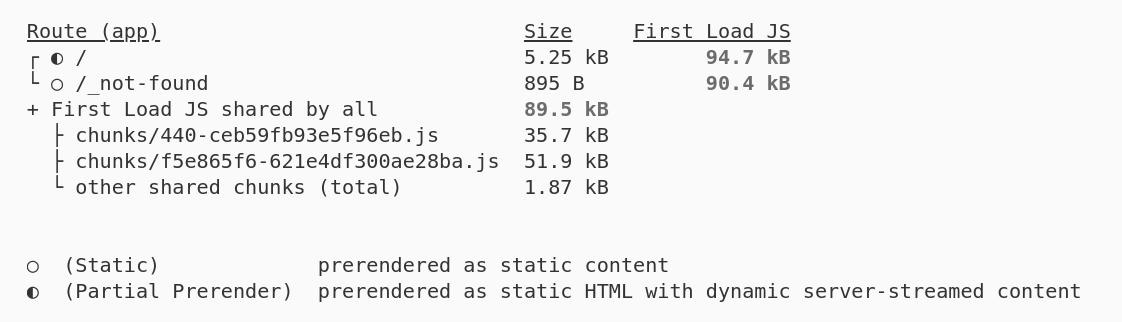 Route (app)                              Size     First Load JS
┌ ◐ /                                    5.25 kB        94.7 kB
└ ○ /_not-found                          895 B          90.4 kB
+ First Load JS shared by all            89.5 kB
  ├ chunks/440-ceb59fb93e5f96eb.js       35.7 kB
  ├ chunks/f5e865f6-621e4df300ae28ba.js  51.9 kB
  └ other shared chunks (total)          1.87 kB
○  (Static)             prerendered as static content
◐  (Partial Prerender)  prerendered as static HTML with dynamic server-streamed content